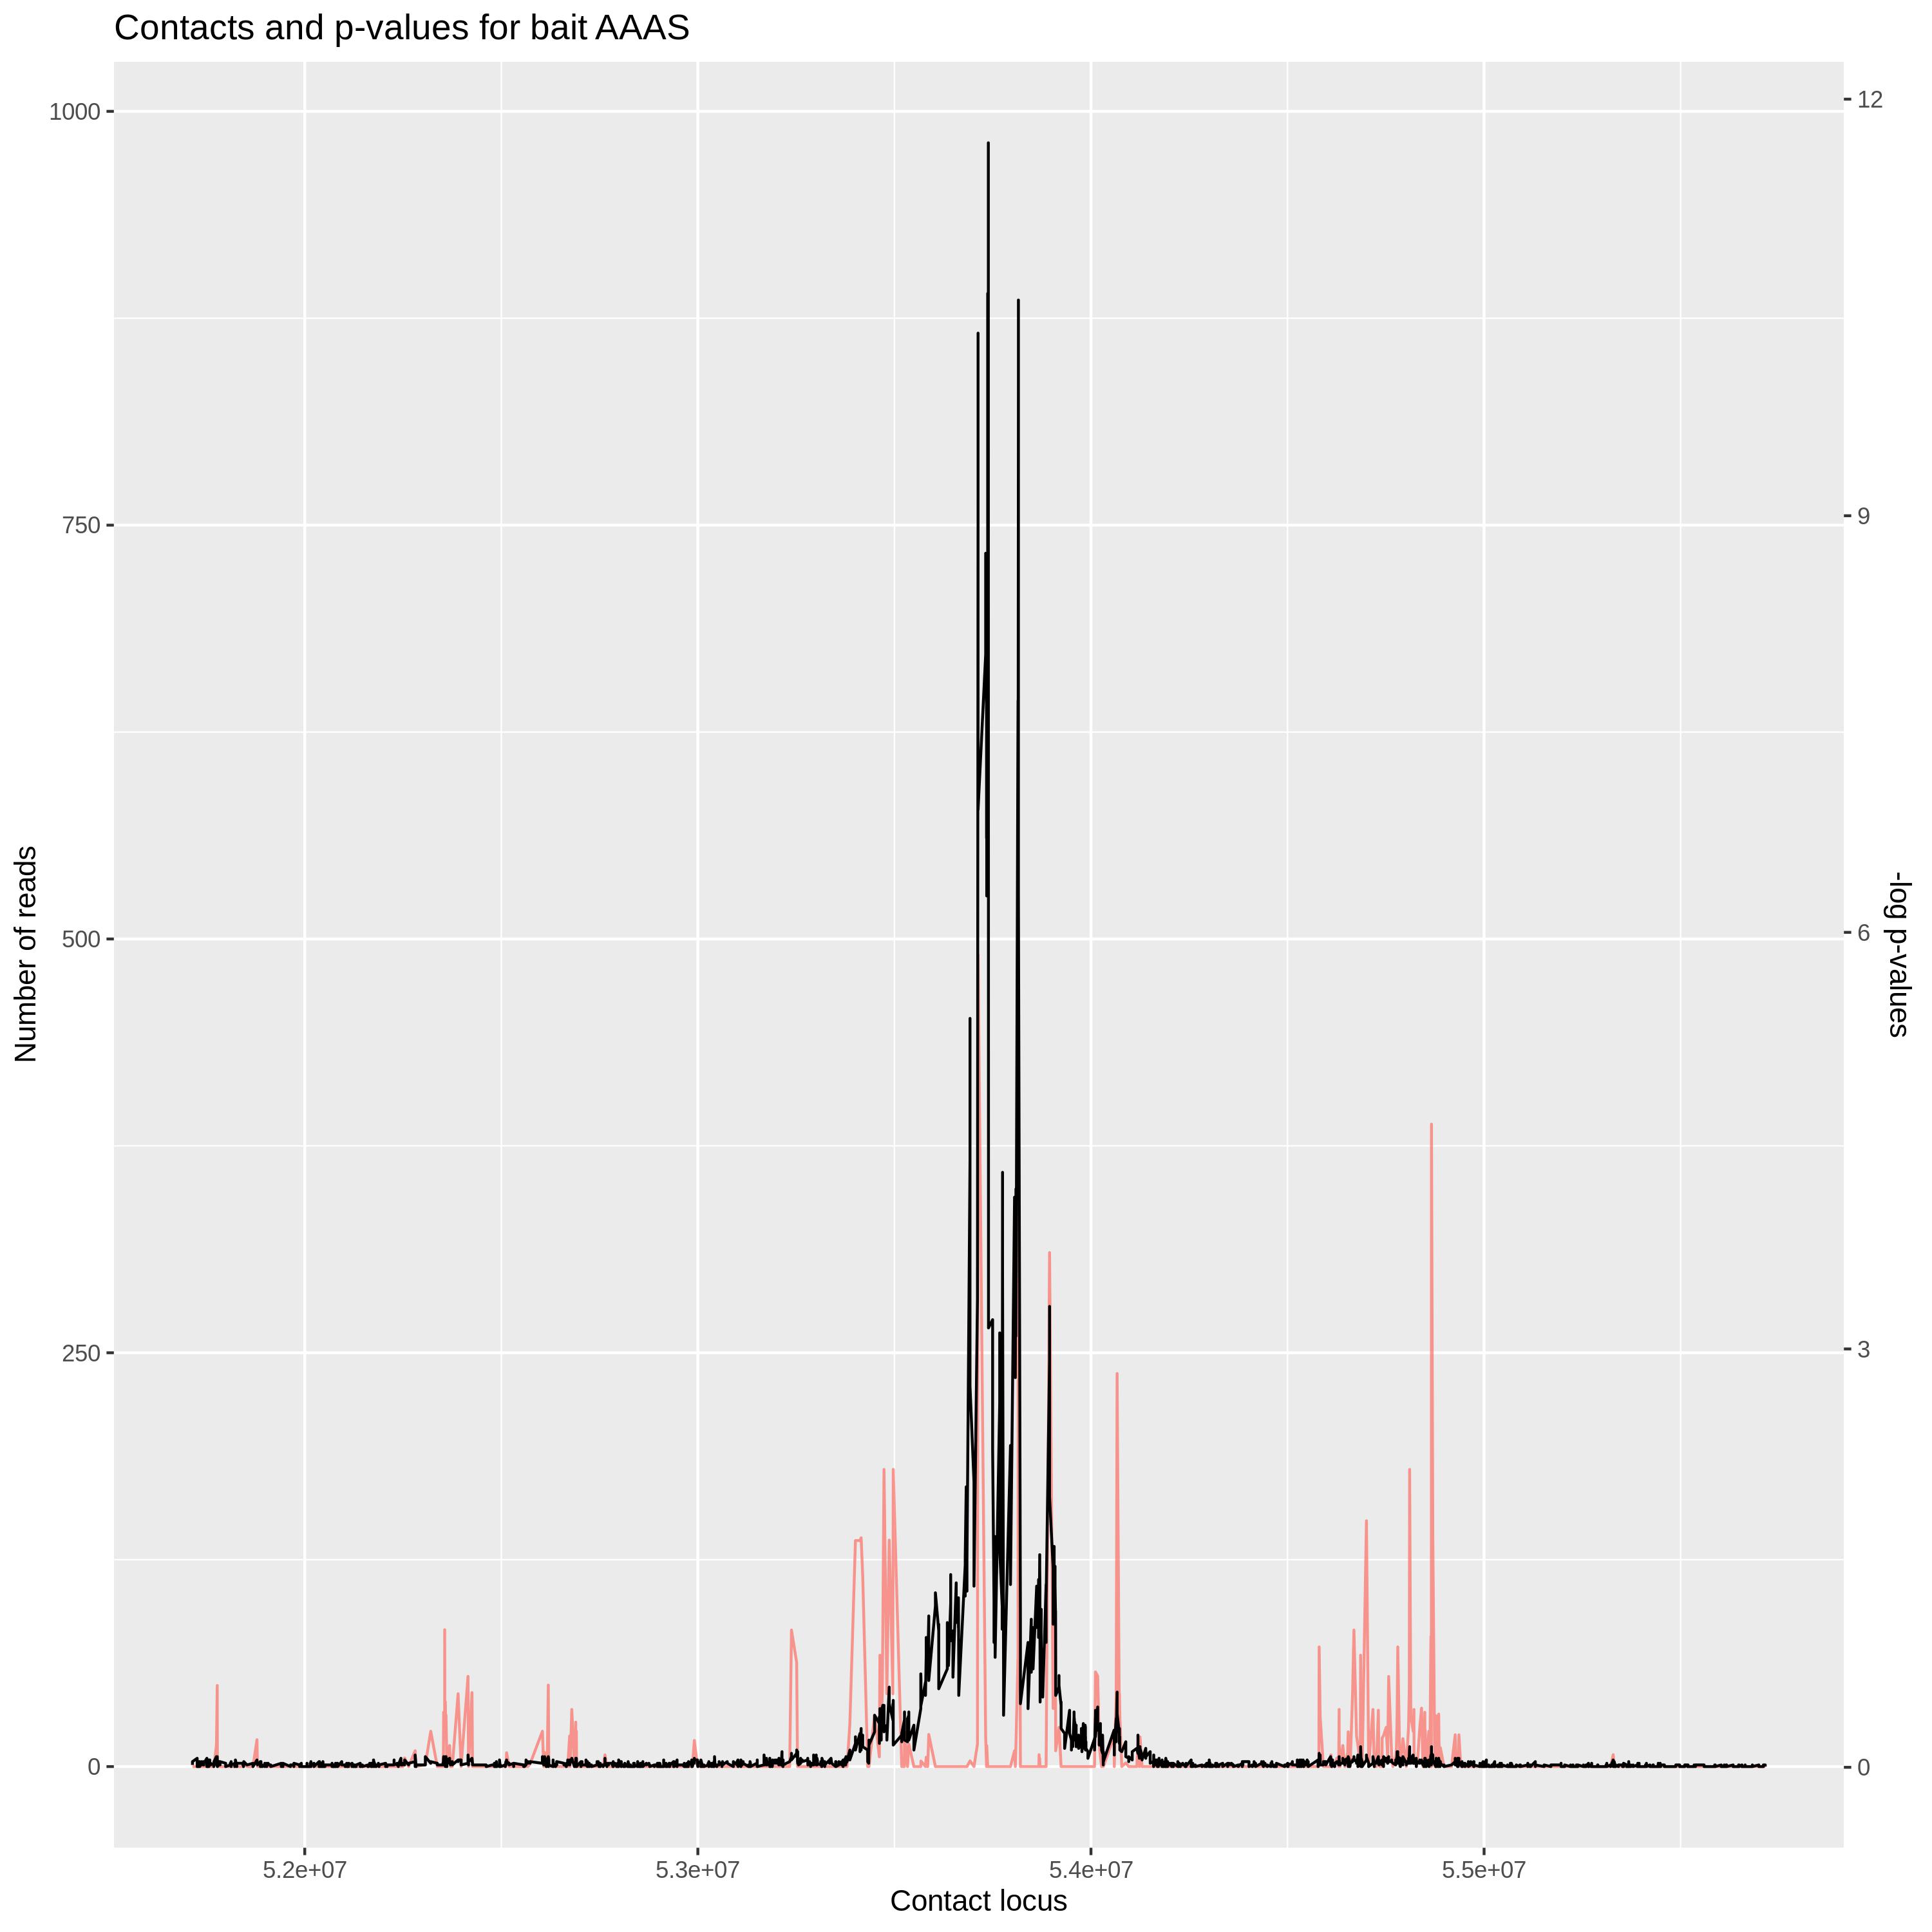 Contacts and p-values for bait AAAS
1000
750
500
250
0
Number of reads
12
9
6
3
0
-log p-values
5.2e+07
5.3e+07
5.4e+07
5.5e+07
Contact locus